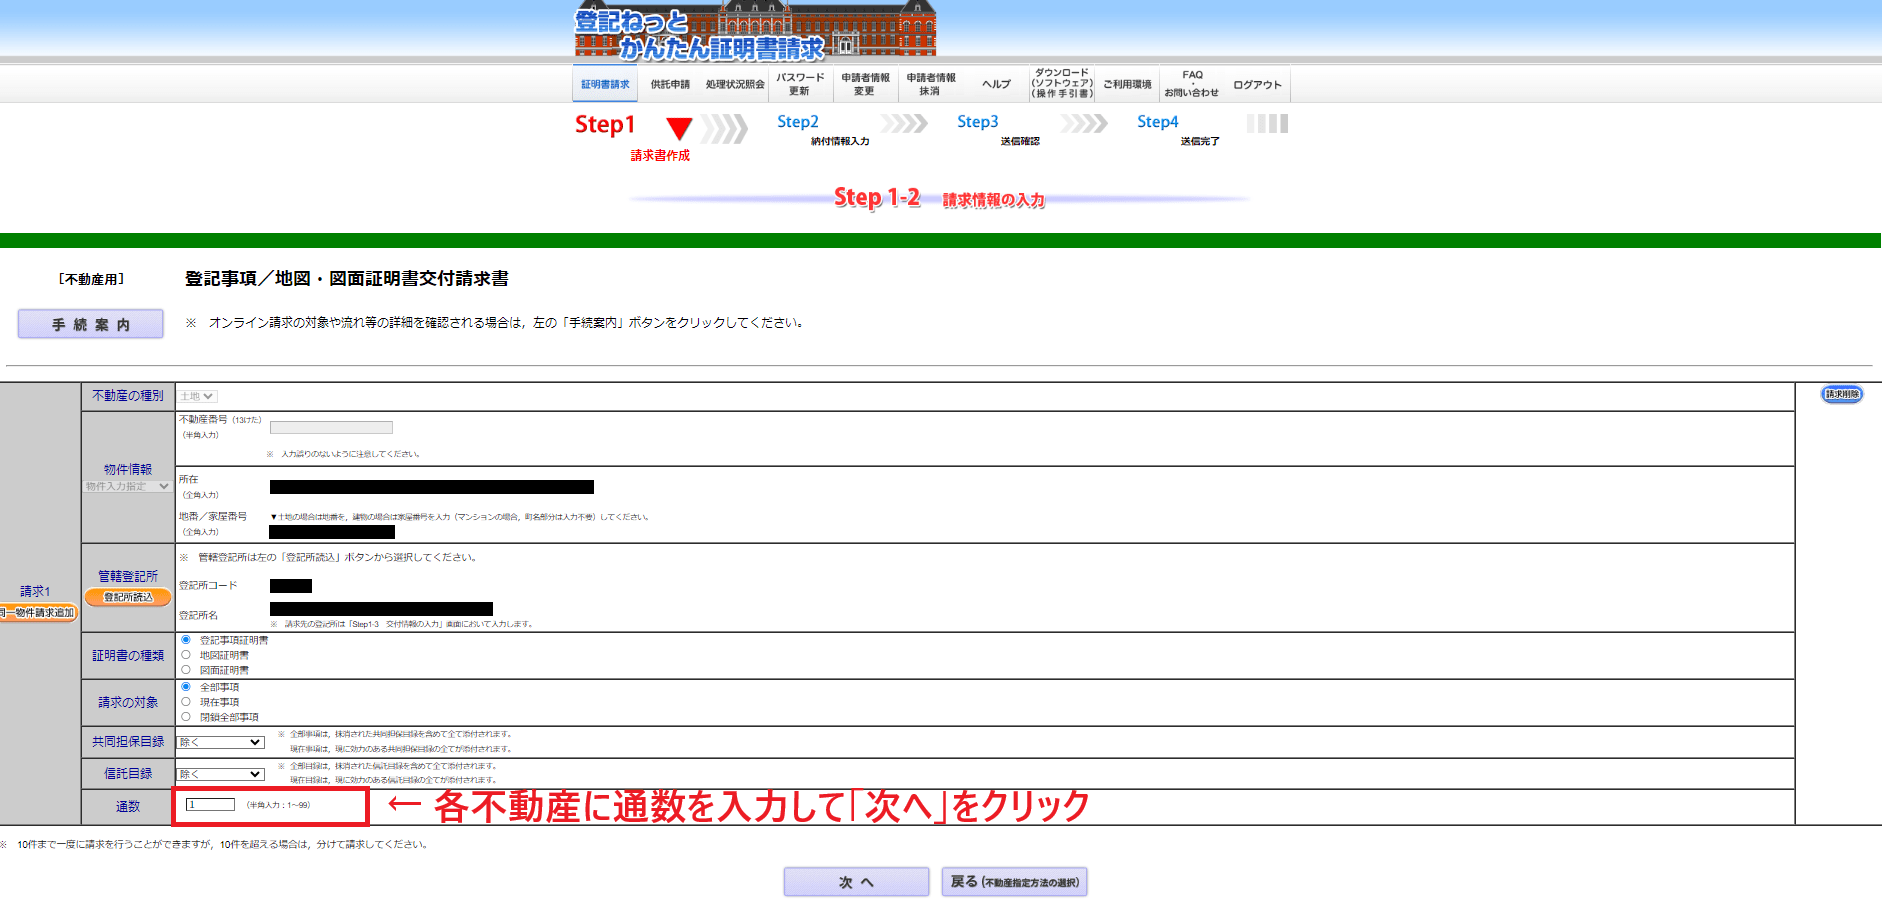 登記ねっと
かんたん証明書請求
証明書請求
供託申請
処理状況照会
パスワード
更新
申請者情報
変更
申請者情報
抹消
ヘルプ
ダウンロード
(ソフトウェア)
(操作手引書)
ご利用環境
FAQ
・
お問い合わせ
ログアウト
Step1
請求書作成
Step2
納付情報入力
Step3
送信確認
Step4
送信完了
Step 1-2 請求情報の入力
［不動産用］ 登記事項／地図・図面証明書交付請求書
手続案内
※ オンライン請求の対象や流れ等の詳細を確認される場合は，左の「手続案内」ボタンをクリックしてください。
請求1
同一物件請求追加
不動産の種別
土地
請求削除
物件情報
物件入力指定
不動産番号（13けた）
（半角入力）
※ 入力誤りのないように注意してください。
所在
（全角入力）
地番／家屋番号
（全角入力）
▼土地の場合は地番を，建物の場合は家屋番号を入力（マンションの場合，町名部分は入力不要）してください。
管轄登記所
登記所読込
※ 管轄登記所は左の「登記所読込」ボタンから選択してください。
登記所コード
登記所名
※ 請求先の登記所は「Step1-3 交付情報の入力」画面において入力します。
証明書の種類
登記事項証明書
地図証明書
図面証明書
請求の対象
全部事項
現在事項
閉鎖全部事項
共同担保目録
除く
※ 全部事項は，抹消された共同担保目録を含めて全て添付されます。
現在事項は，現に効力のある共同担保目録の全てが添付されます。
信託目録
除く
※ 全部目録は，抹消された信託目録を含めて全て添付されます。
現在目録は，現に効力のある信託目録の全てが添付されます。
通数
1 （半角入力：1～99）
← 各不動産に通数を入力して「次へ」をクリック
※ 10件まで一度に請求を行うことができますが，10件を超える場合は，分けて請求してください。
次へ
戻る (不動産指定方法の選択)